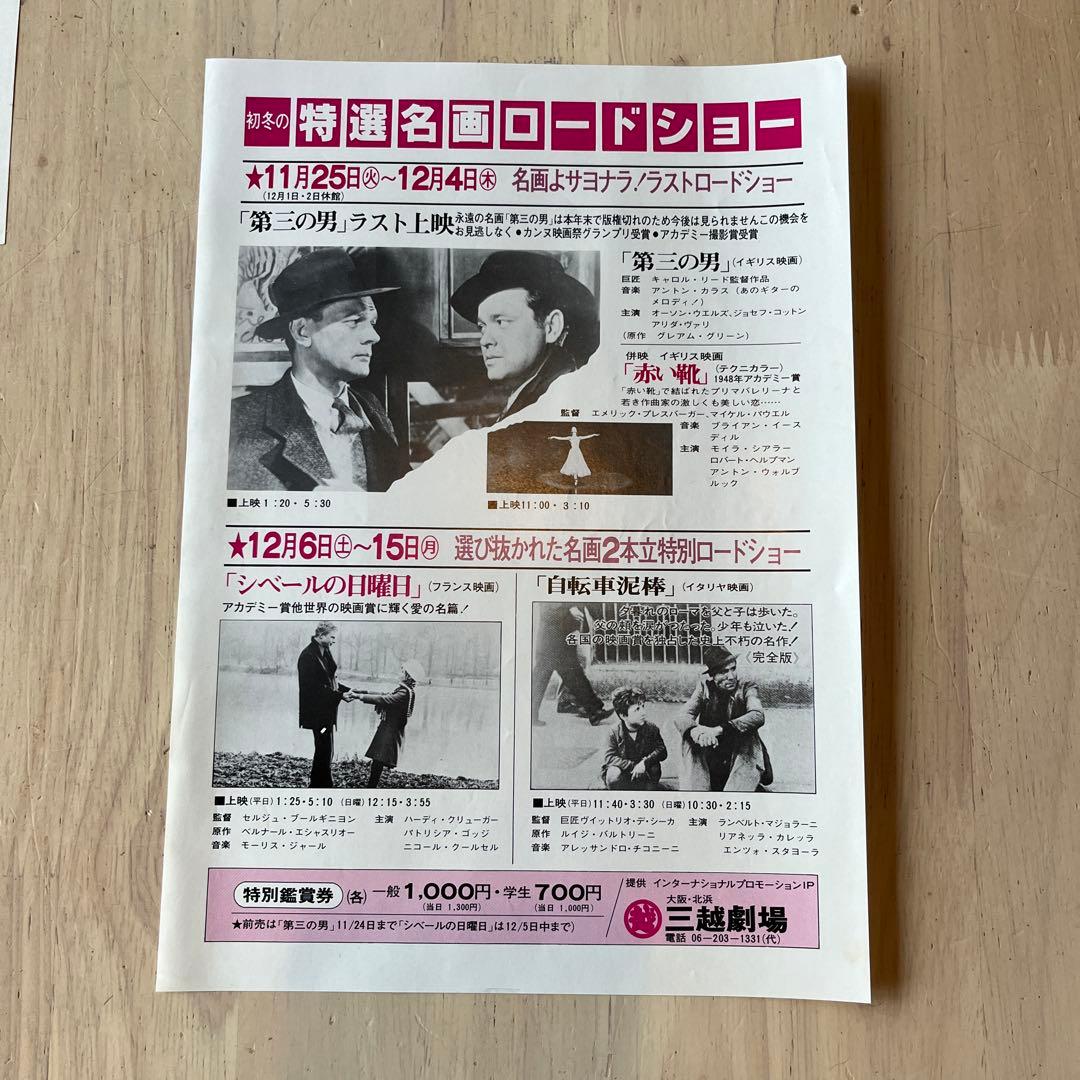 初冬の 特選名画ロードショー
★11月25日㊋〜12月4日㊍ 名画よサヨナラ!ラストロードショー
(12月1日・2日休館)
「第三の男」ラスト上映 永遠の名画「第三の男」は本年末で版権切れのため今後は見られませんこの機会を
お見逃しなく ●カンヌ映画祭グランプリ受賞 ●アカデミー撮影賞受賞
「第三の男」(イギリス映画)
巨匠 キャロル・リード監督作品
音楽 アントン・カラス (あのギターの
メロディ!)
主演 オーソン・ウエルズ、ジョセフ・コットン
アリダ・ヴァリ
(原作 グレアム・グリーン)
併映 イギリス映画
「赤い靴」(テクニカラー)
1948年アカデミー賞
「赤い靴」で結ばれたプリマバレリーナと
若き作曲家の激しくも美しい恋……
監督 エメリック・プレスバーガー、マイケル・パウエル
音楽 ブライアン・イース
ディル
主演 モイラ・シアラー
ロバート・ヘルプマン
アントン・ウォルブ
ルック
■上映 1:20・5:30
■上映11:00・3:10
★12月6日㊏〜15日㊊ 選び抜かれた名画2本立特別ロードショー
「シベールの日曜日」(フランス映画)
アカデミー賞他世界の映画賞に輝く愛の名篇!
■上映(平日)1:25・5:10 (日曜)12:15・3:55
監督 セルジュ・ブールギニヨン 主演 ハーディ・クリューガー
原作 ベルナール・エシャスリオー パトリシア・ゴッジ
音楽 モーリス・ジャール ニコール・クールセル
「自転車泥棒」(イタリヤ映画)
夕暮れのローマを父と子は歩いた。
父の頬を涙がつたった。少年も泣いた!
各国の映画賞を独占した史上不朽の名作!
《完全版》
■上映(平日)11:40・3:30 (日曜)10:30・2:15
監督 巨匠ヴイットリオ・デ・シーカ 主演 ランベルト・マジョラーニ
原作 ルイジ・バルトリーニ リアネッラ・カレッラ
音楽 アレッサンドロ・チコニーニ エンツォ・スタヨーラ
特別鑑賞券 (各) 一般1,000円・学生700円
(当日 1,300円) (当日 1,000円)
★前売は「第三の男」11/24日まで「シベールの日曜日」は12/5日中まで)
提供 インターナショナルプロモーションIP
大阪・北浜
三越劇場
電話 06-203-1331(代)